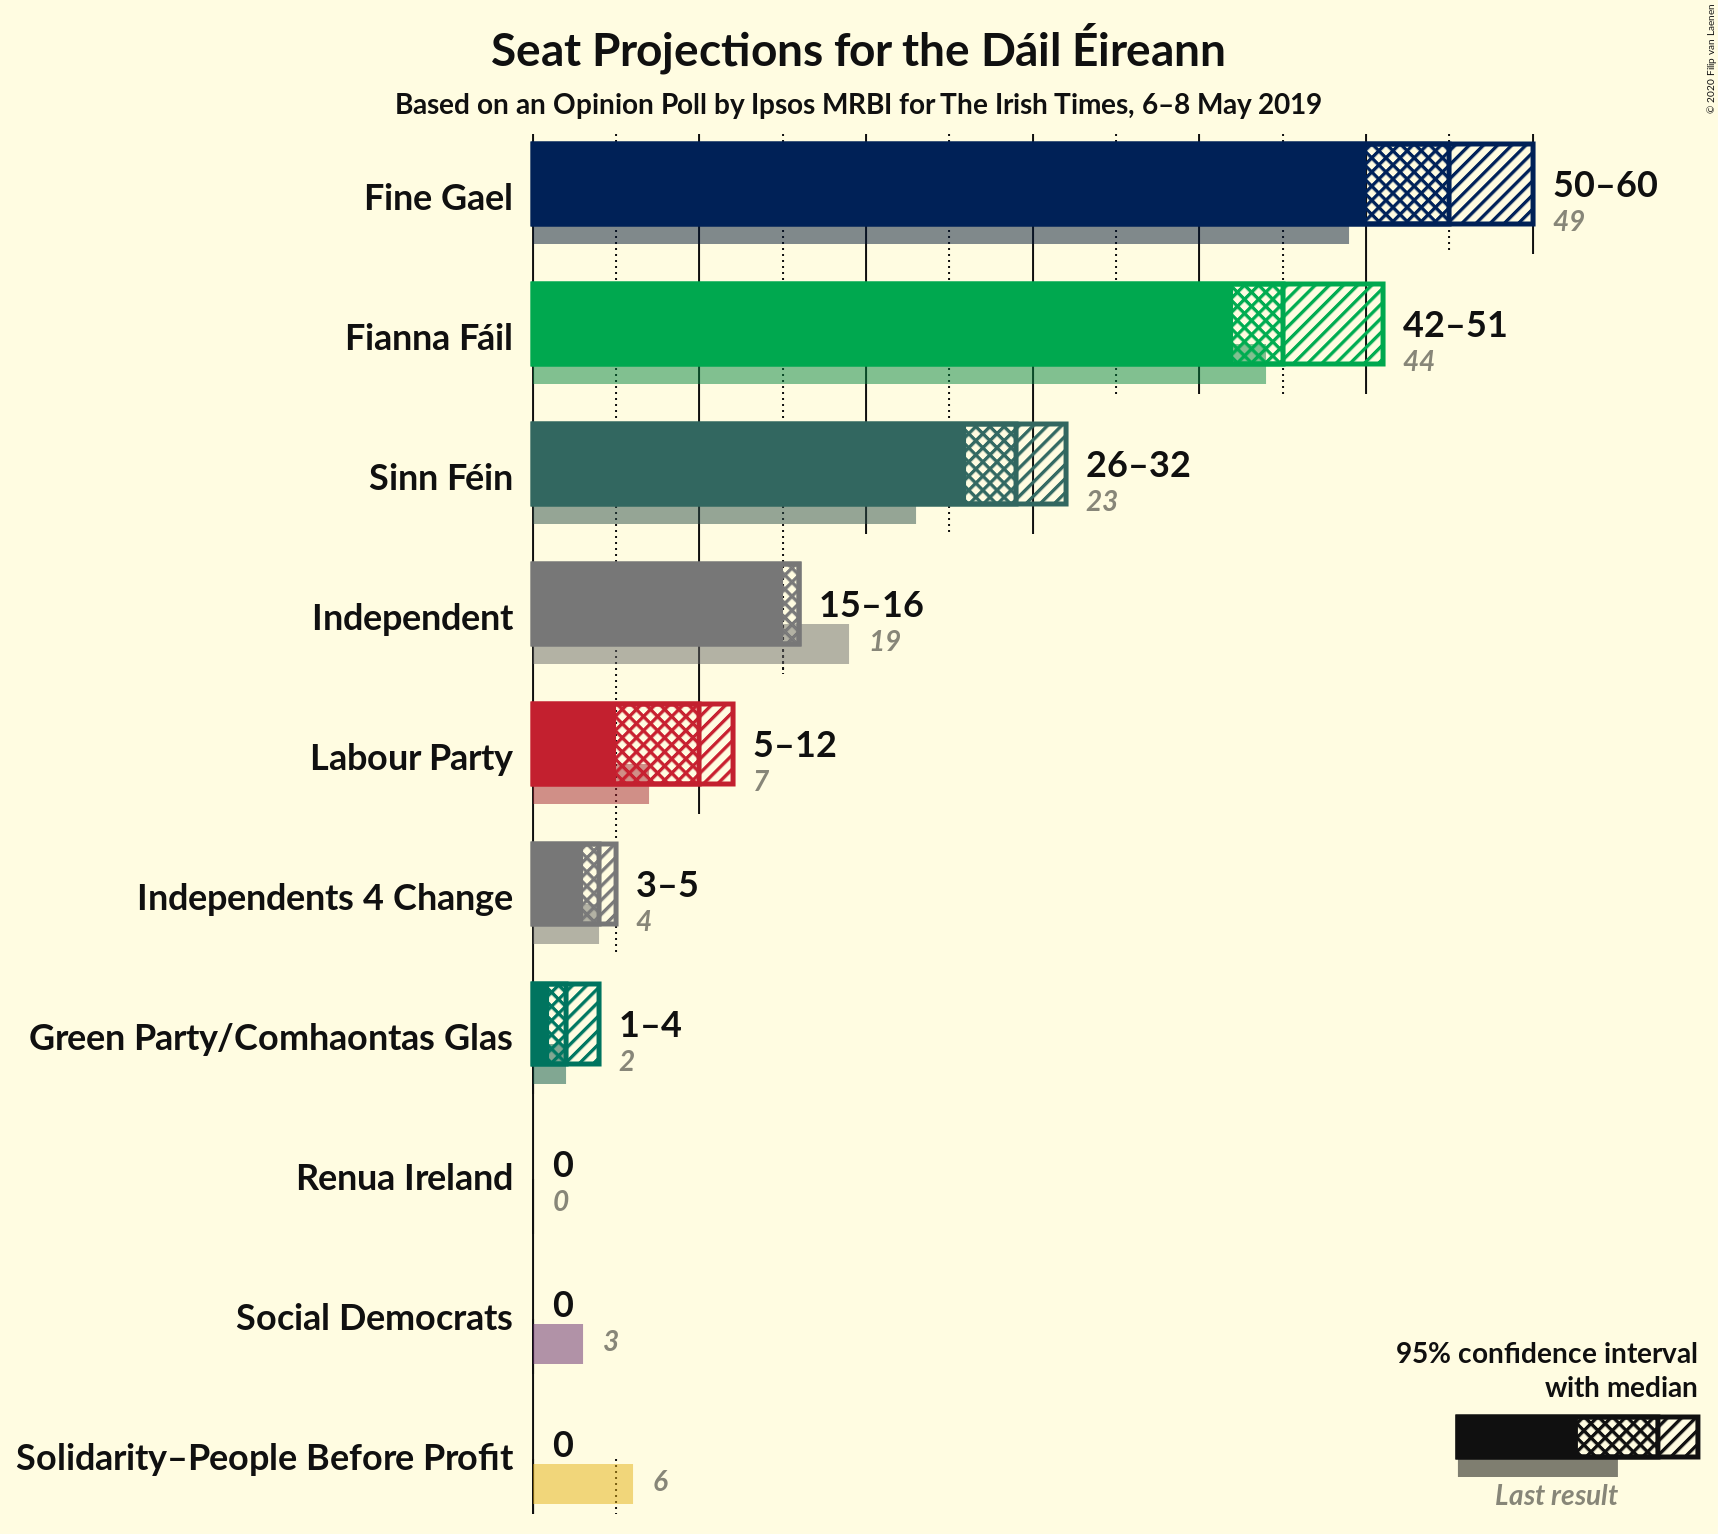 Seat Projections for the Dáil Éireann
Based on an Opinion Poll by Ipsos MRBI for The Irish Times, 6–8 May 2019
© 2020 Filip van Laenen
Fine Gael
50–60
49
Fianna Fáil
42–51
44
Sinn Féin
26–32
23
Independent
15–16
19
Labour Party
5–12
7
Independents 4 Change
3–5
4
Green Party/Comhaontas Glas
1–4
2
Renua Ireland
0
0
Social Democrats
0
3
Solidarity–People Before Profit
0
6
95% confidence interval
with median
Last result